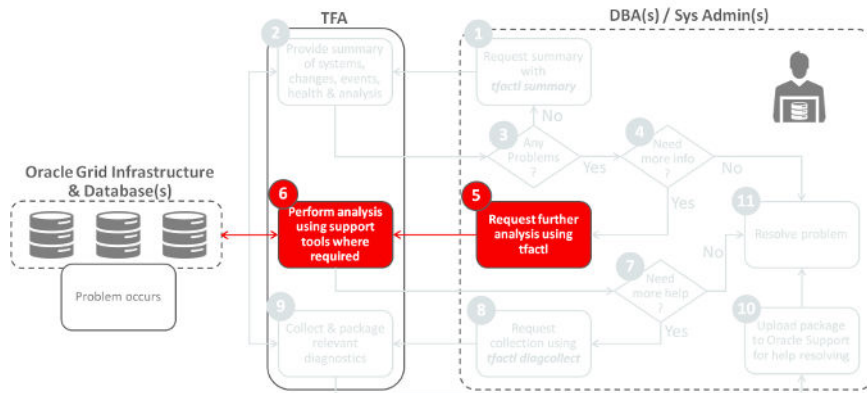 TFA
DBA(s) / Sys Admin(s)
2
Provide summary
of systems,
changes, events,
health & analysis
1
Request summary
with
tfactl summary
No
3
Any
Problems
?
Yes
4
Need
more info
?
No
Yes
Oracle Grid Infrastructure
& Database(s)
Problem occurs
6
Perform analysis
using support
tools where
required
5
Request further
analysis using
tfactl
11
Resolve problem
7
Need
more help
?
No
Yes
9
Collect & package
relevant
diagnostics
8
Request
collection using
tfactl diagcollect
10
Upload package
to Oracle Support
for help resolving